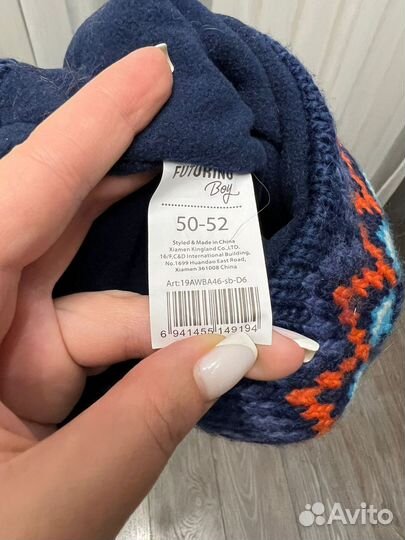 FUTURINO
Boy
50-52
Styled & Made in China
Xiamen Kingland Co.,LTD.
16/F,C&D International Building,
No.1699 Huandao East Road,
Xiamen 361008 China
Art:19AWBA46-sb-D6
6 941455 149194
Avito